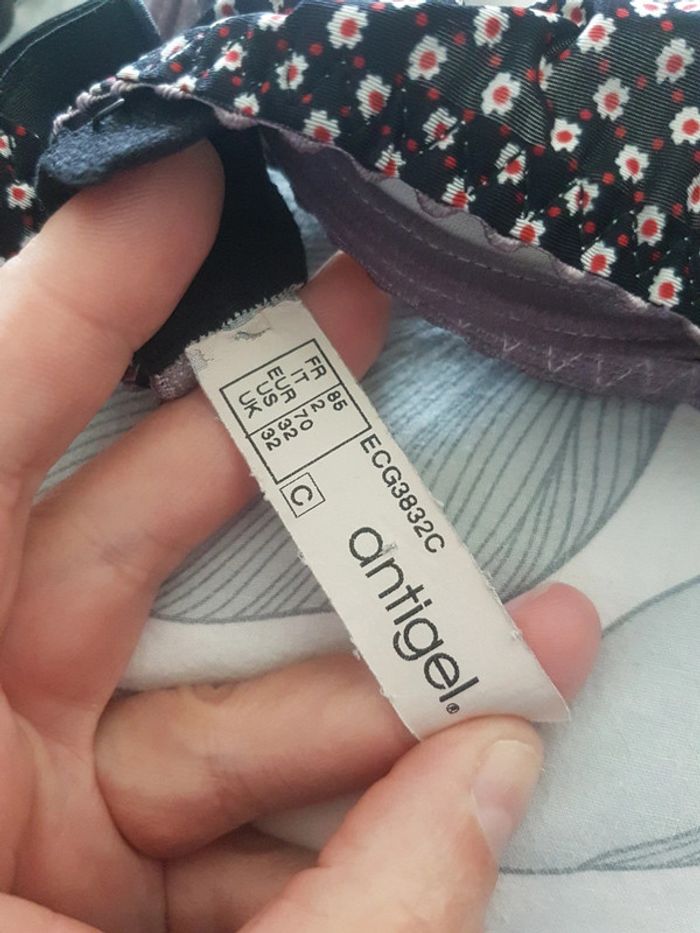 FR 85
IT 2
EUR 70
US 32
UK 32
C
ECG3832C
antigel®